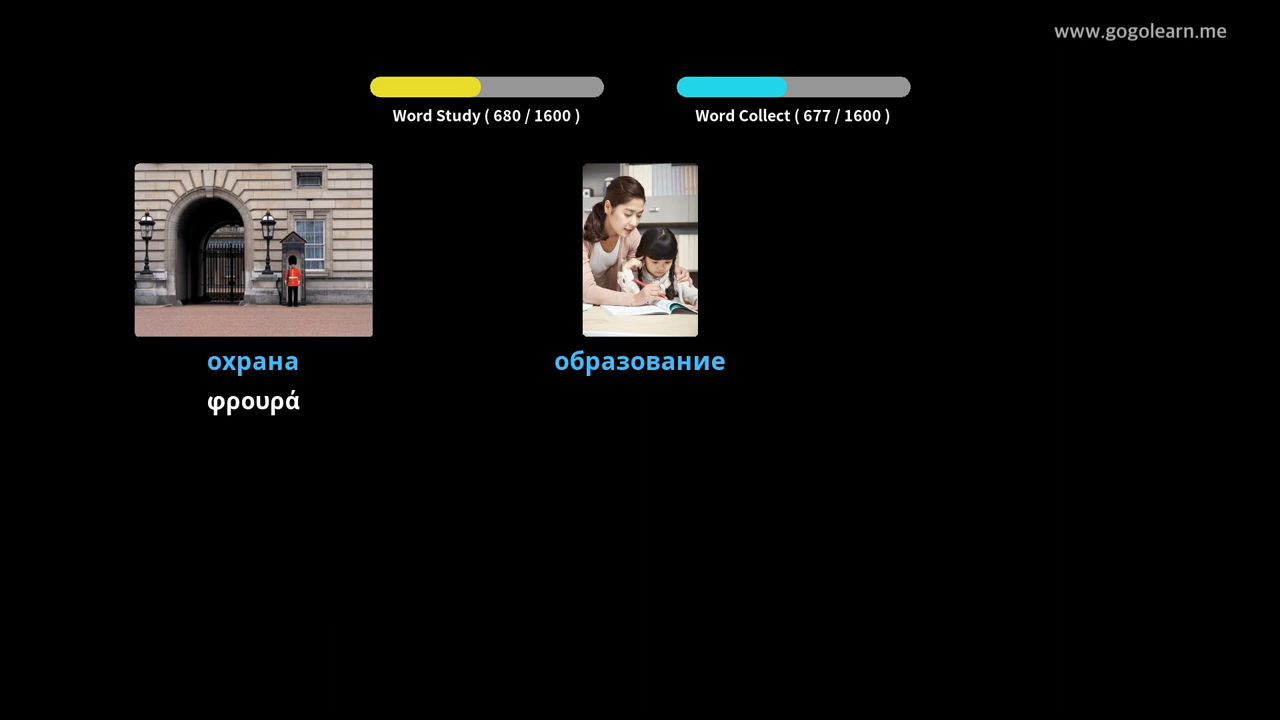 www.gogolearn.me
Word Study ( 680 / 1600 )
Word Collect ( 677 / 1600 )
охрана
φρουρά
образование